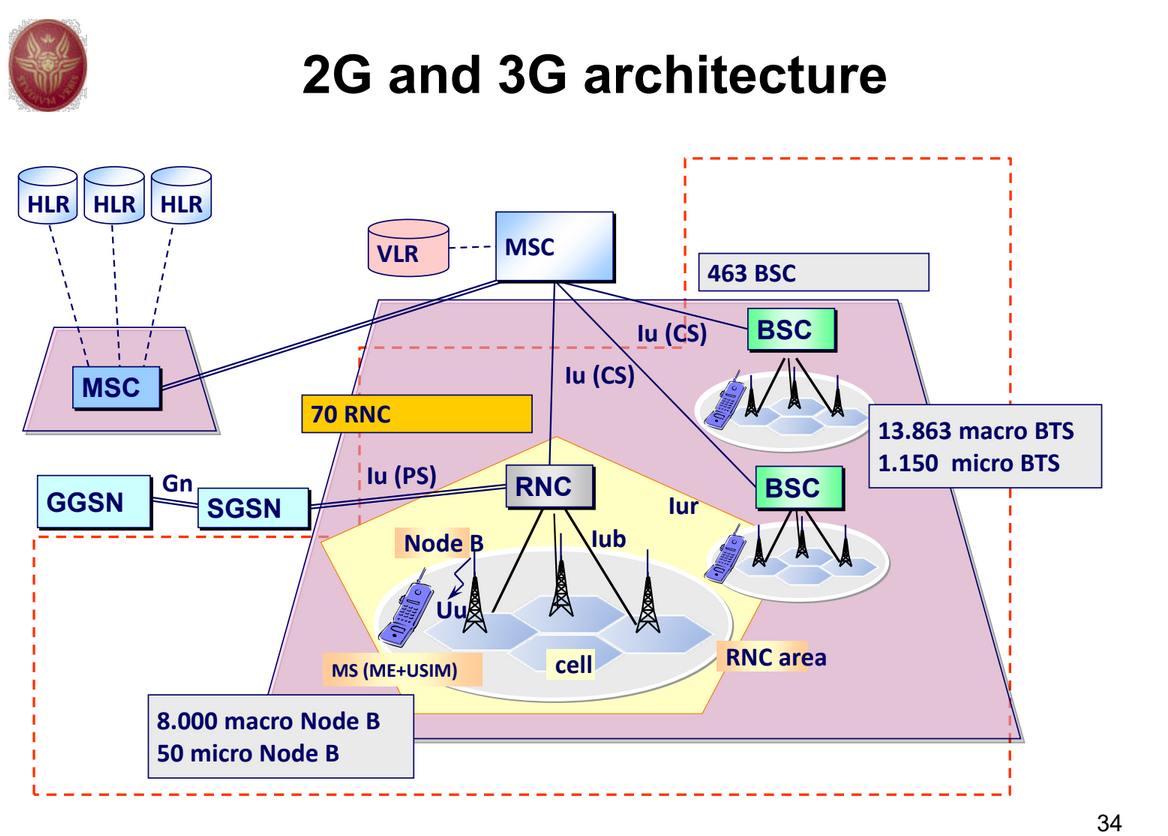 2G and 3G architecture
HLR
HLR
HLR
VLR
MSC
463 BSC
Iu (CS)
BSC
Iu (CS)
MSC
70 RNC
13.863 macro BTS
1.150 micro BTS
Iu (PS)
RNC
BSC
GGSN
Gn
SGSN
Iur
Node B
Iub
Uu
MS (ME+USIM)
cell
RNC area
8.000 macro Node B
50 micro Node B
34